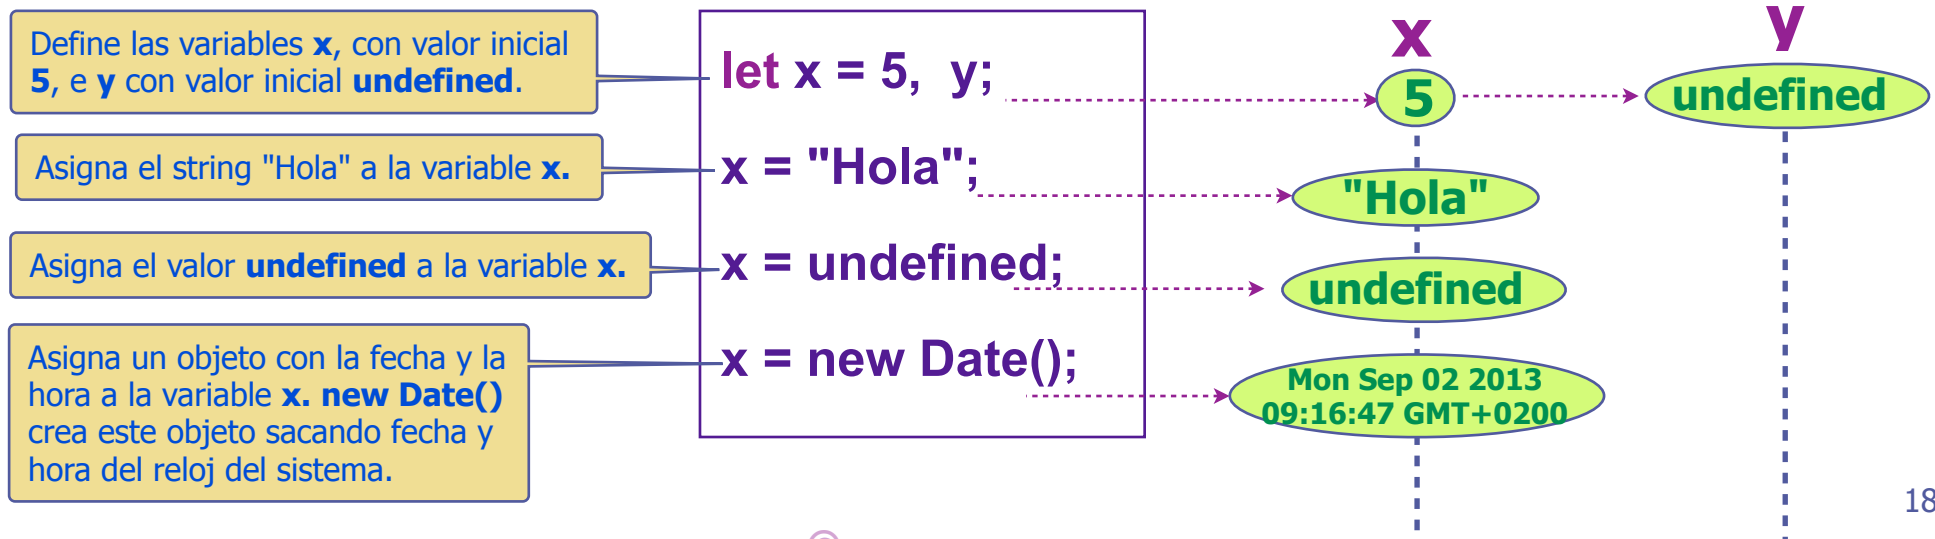 Define las variables x, con valor inicial
5, e y con valor inicial undefined.
let x = 5,  y;
x
y
5
undefined
Asigna el string "Hola" a la variable x.
x = "Hola";
"Hola"
Asigna el valor undefined a la variable x.
x = undefined;
undefined
Asigna un objeto con la fecha y la
hora a la variable x. new Date()
crea este objeto sacando fecha y
hora del reloj del sistema.
x = new Date();
Mon Sep 02 2013
09:16:47 GMT+0200
18